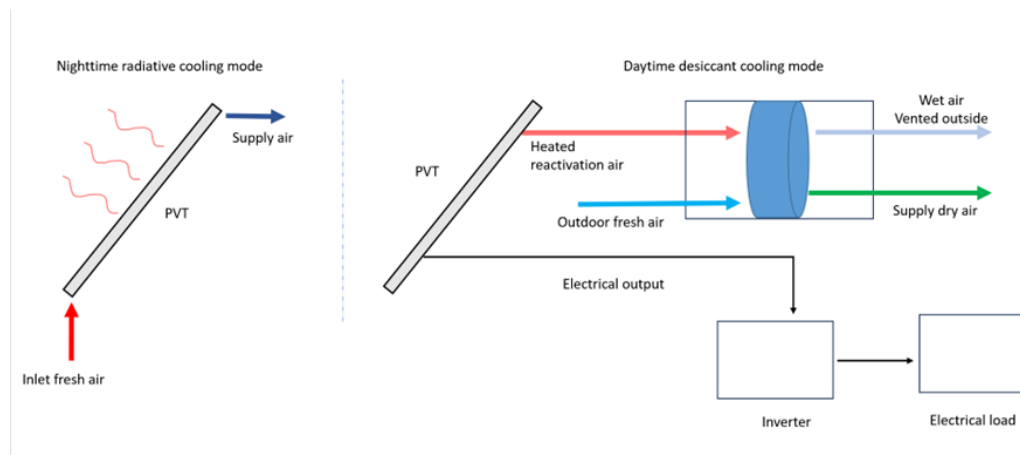 Nighttime radiative cooling mode
Supply air
PVT
Inlet fresh air
Daytime desiccant cooling mode
Wet air
Vented outside
Heated
reactivation air
PVT
Outdoor fresh air
Supply dry air
Electrical output
Inverter
Electrical load